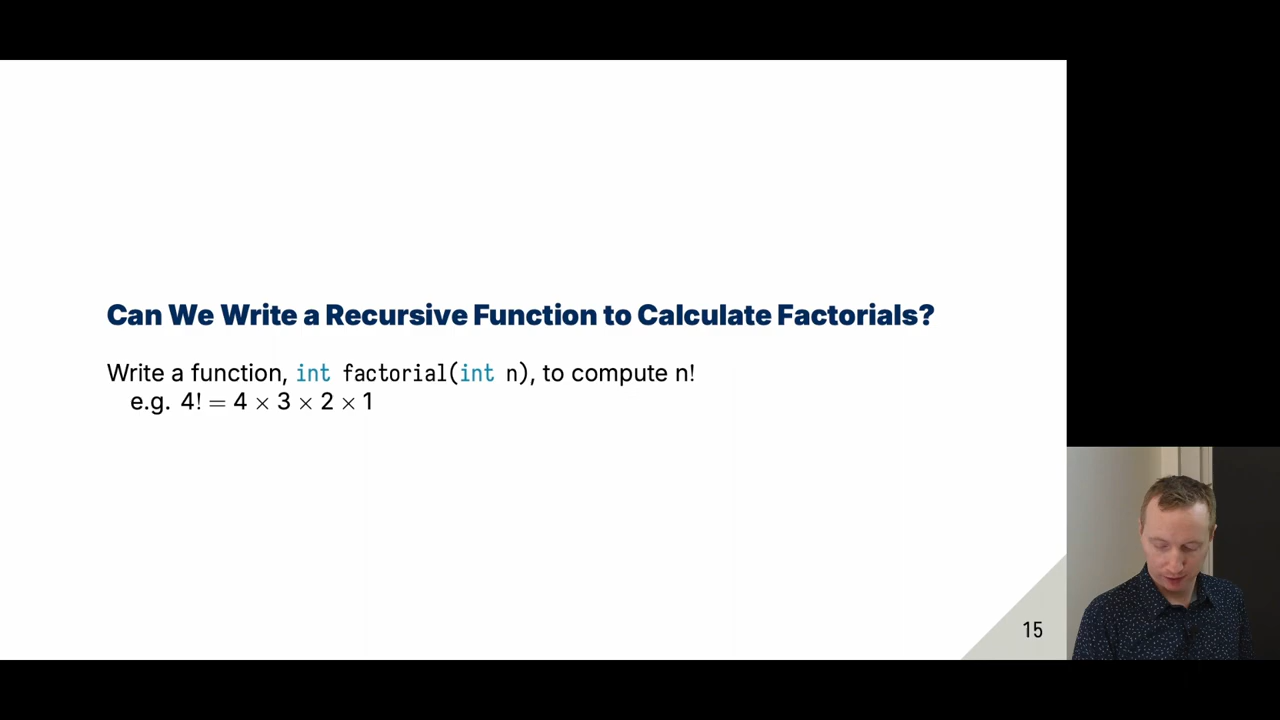 Can We Write a Recursive Function to Calculate Factorials?
Write a function, int factorial(int n), to compute n!
e.g. 4! = 4 × 3 × 2 × 1
15